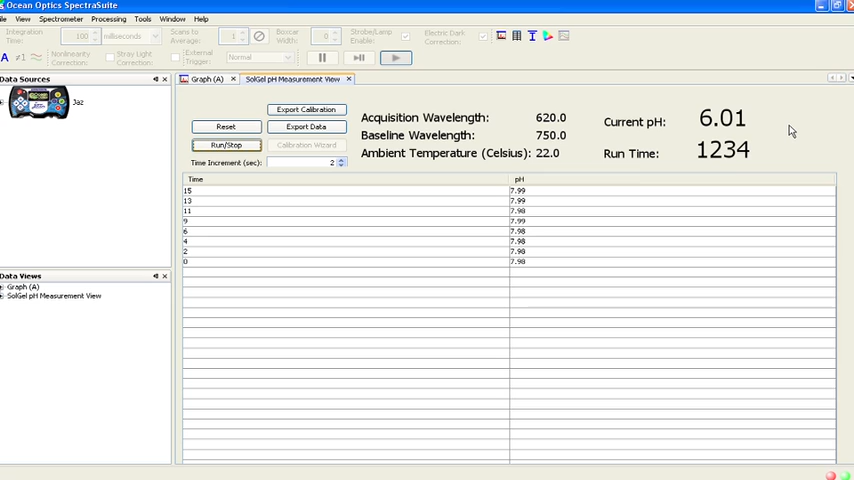 Ocean Optics SpectraSuite
File View Spectrometer Processing Tools Window Help
Integration Time: 100 milliseconds
Scans to Average: 1
Boxcar Width: 0
Strobe/Lamp Enable:
Electric Dark Correction:
A ≠1 ≈
Nonlinearity Correction:
Stray Light Correction:
External Trigger: Normal
Data Sources
Jaz
Graph (A)
SolGel pH Measurement View
Export Calibration
Reset
Export Data
Run/Stop
Calibration Wizard
Time Increment (sec): 2
Acquisition Wavelength: 620.0
Baseline Wavelength: 750.0
Ambient Temperature (Celsius): 22.0
Current pH: 6.01
Run Time: 1234
Time pH
15 7.99
13 7.99
11 7.98
9 7.99
6 7.98
4 7.98
2 7.98
0 7.98
Data Views
Graph (A)
SolGel pH Measurement View